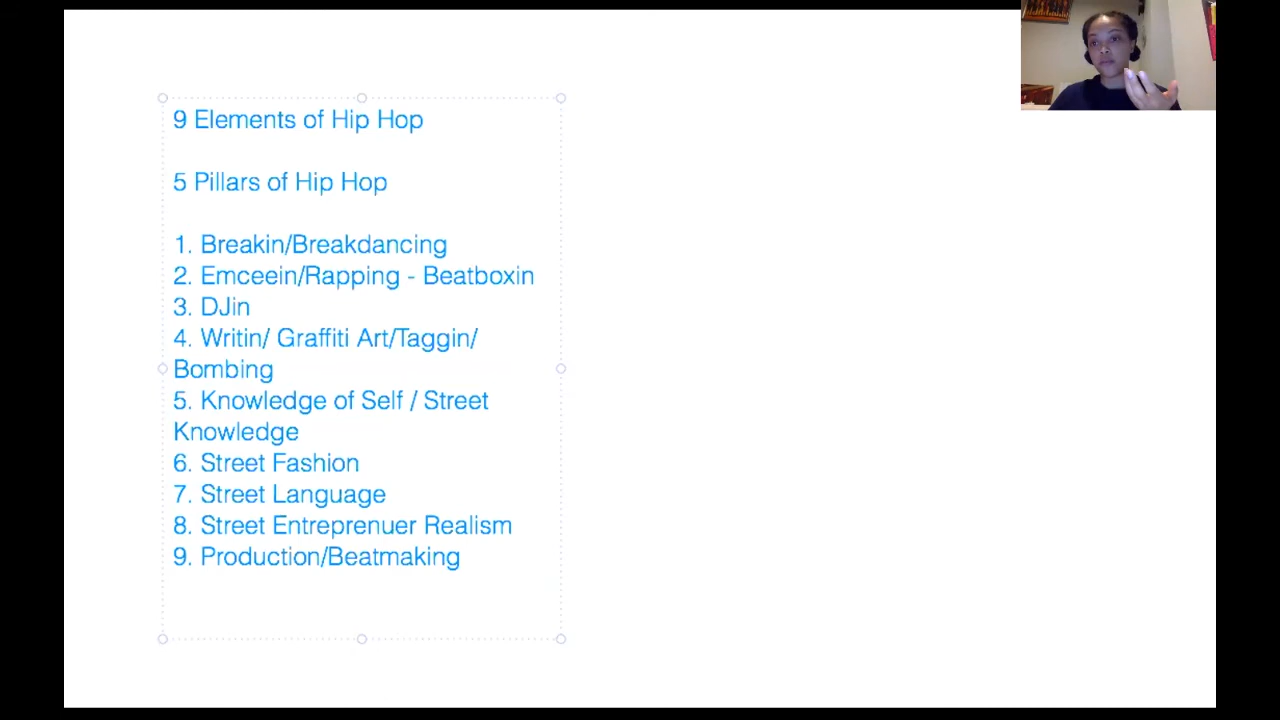 9 Elements of Hip Hop
5 Pillars of Hip Hop
1. Breakin/Breakdancing
2. Emceein/Rapping - Beatboxin
3. DJin
4. Writin/ Graffiti Art/Taggin/
Bombing
5. Knowledge of Self / Street
Knowledge
6. Street Fashion
7. Street Language
8. Street Entreprenuer Realism
9. Production/Beatmaking